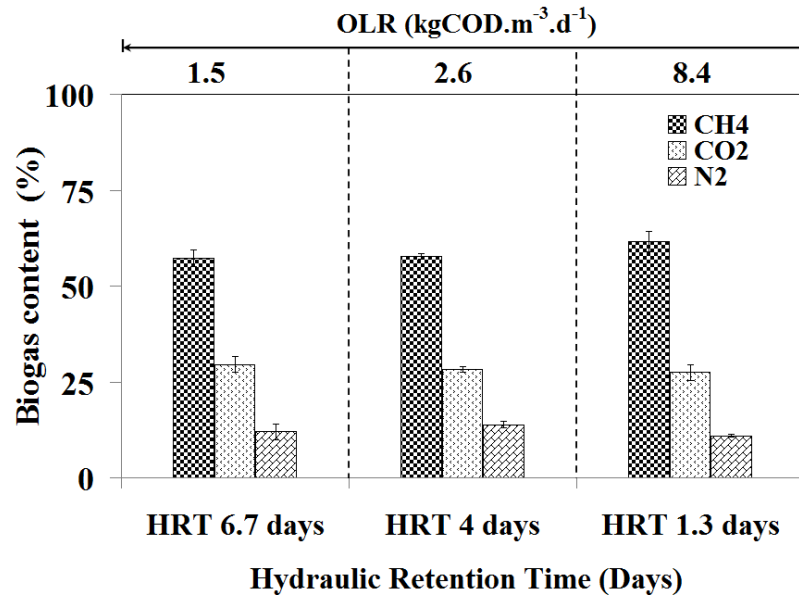 OLR (kgCOD.m⁻³.d⁻¹)
1.5 2.6 8.4
100
75
50
25
0
Biogas content (%)
CH4
CO2
N2
HRT 6.7 days HRT 4 days HRT 1.3 days
Hydraulic Retention Time (Days)